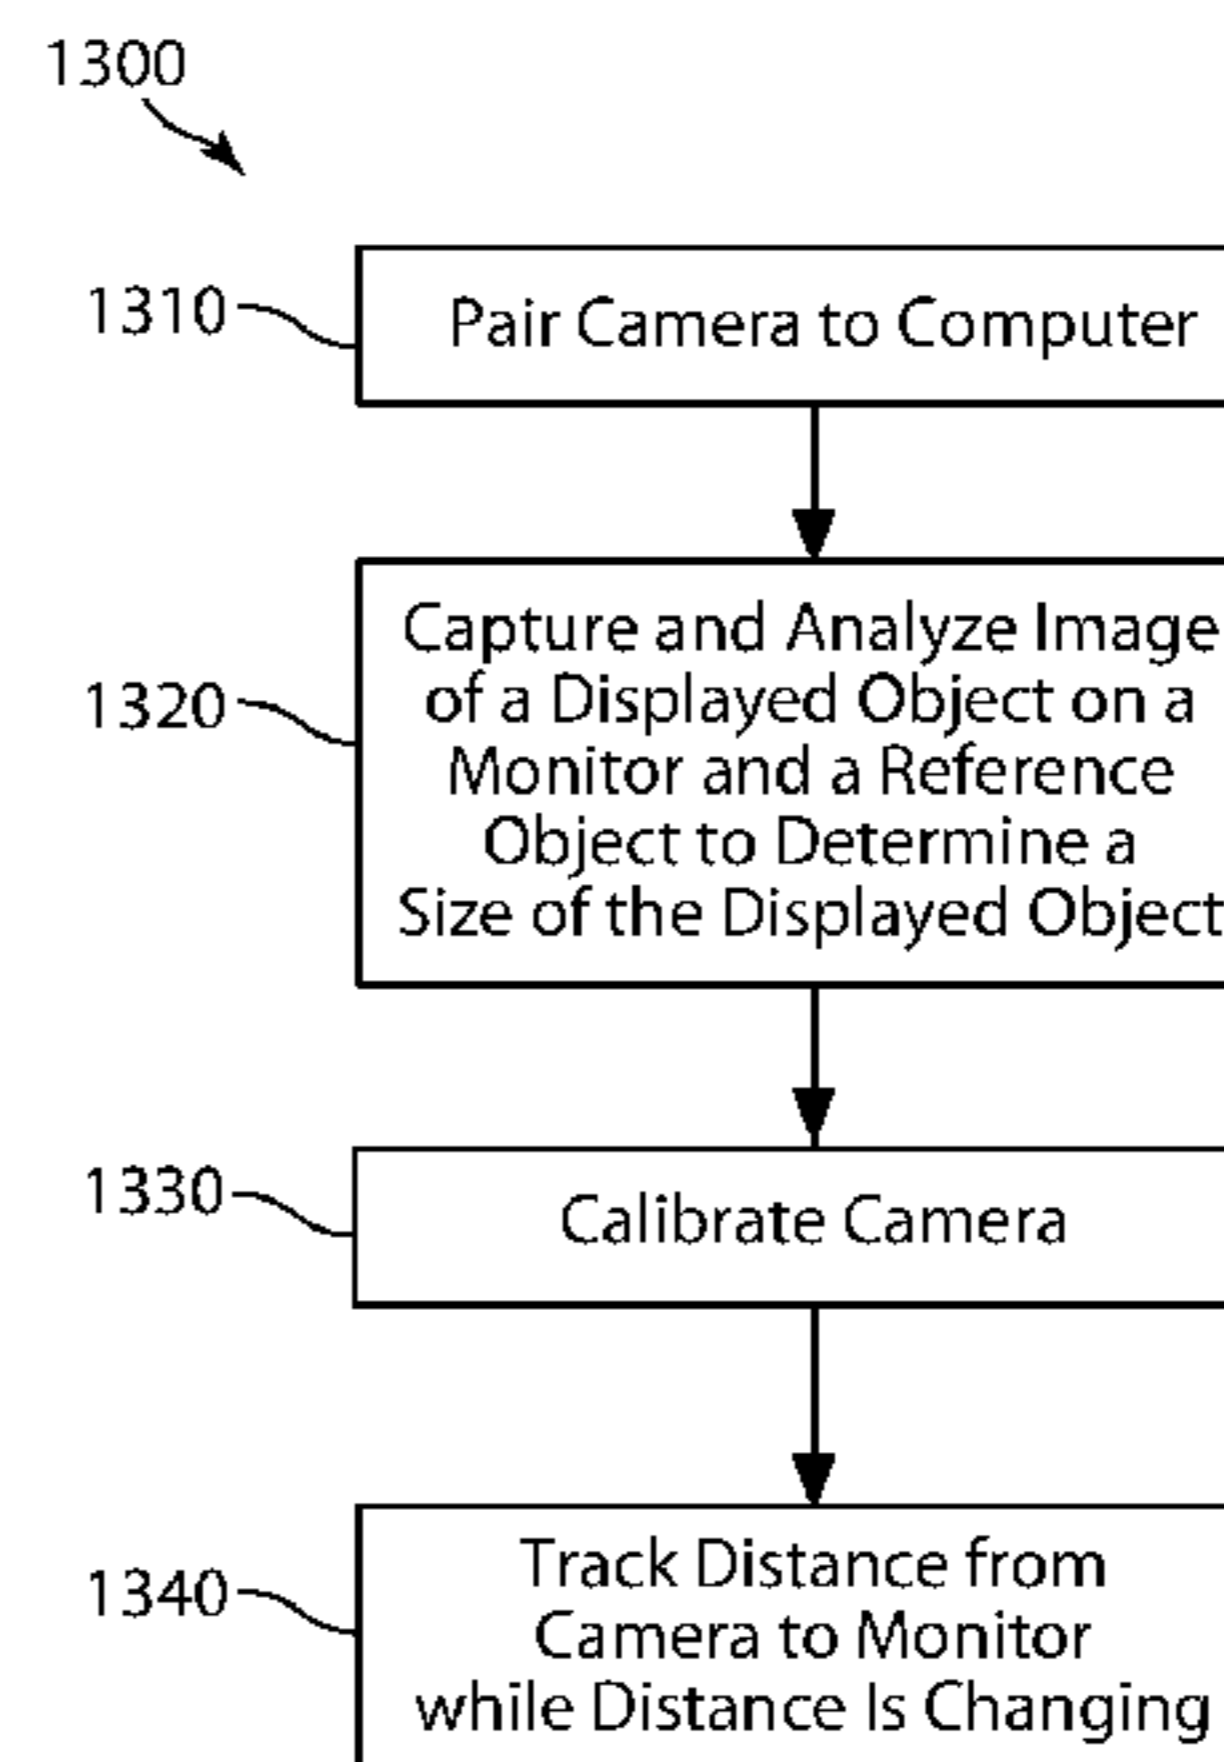 1300
1310
Pair Camera to Computer
1320
Capture and Analyze Image
of a Displayed Object on a
Monitor and a Reference
Object to Determine a
Size of the Displayed Object
1330
Calibrate Camera
1340
Track Distance from
Camera to Monitor
while Distance Is Changing